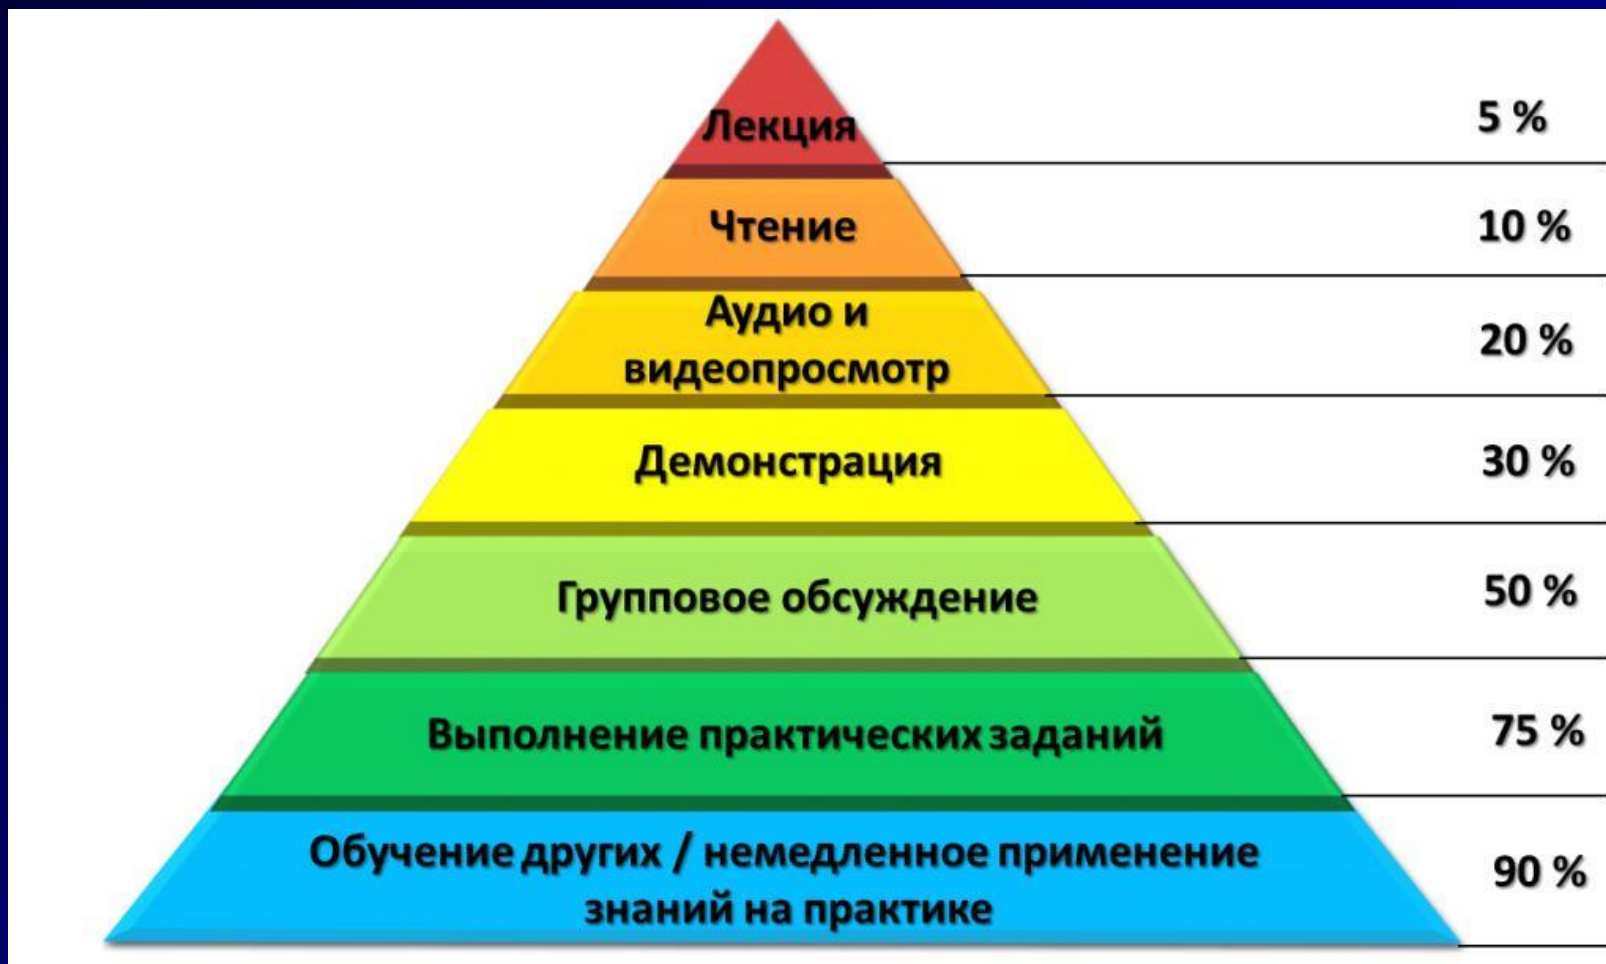 Лекция
5 %
Чтение
10 %
Аудио и
видеопросмотр
20 %
Демонстрация
30 %
Групповое обсуждение
50 %
Выполнение практических заданий
75 %
Обучение других / немедленное применение
знаний на практике
90 %